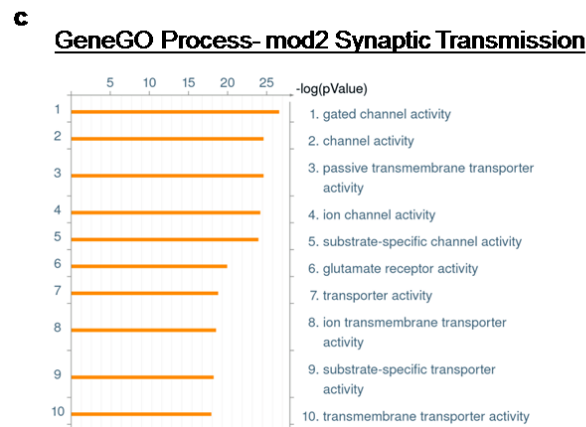 c
GeneGO Process- mod2 Synaptic Transmission
5 10 15 20 25
-log(pValue)
1 1. gated channel activity
2 2. channel activity
3 3. passive transmembrane transporter
activity
4 4. ion channel activity
5 5. substrate-specific channel activity
6 6. glutamate receptor activity
7 7. transporter activity
8 8. ion transmembrane transporter
activity
9 9. substrate-specific transporter
activity
10 10. transmembrane transporter activity